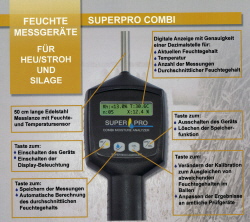 FEUCHTE
MESSGERÄTE
FÜR
HEU/STROH
UND
SILAGE
SUPERPRO COMBI
Digitale Anzeige mit Genauigkeit
einer Dezimalstelle für:
Aktuellen Feuchtegehalt
Temperatur
Anzahl der Messungen
Durchschnittlicher Feuchtegehalt
50 cm lange Edelstahl
Messlanze mit Feuchte-
und Temperatursensor
SUPER PRO
COMBI MOISTURE ANALYZER
Taste zum:
Ausschalten des Geräts
Löschen der Speicher-
funktion
Taste zum:
Einschalten des Geräts
Einschalten der
Display-Beleuchtung
Taste zum:
Speichern der Messungen
Automatische Berechnung
des durchschnittlichen
Feuchtegehalts
Taste zum:
Verändern der Kalibration
zum Ausgleichen von
abweichenden
Feuchtegehalten im
Ballen
Anpassen der Ergebnisse
an amtliche Prüfgeräte